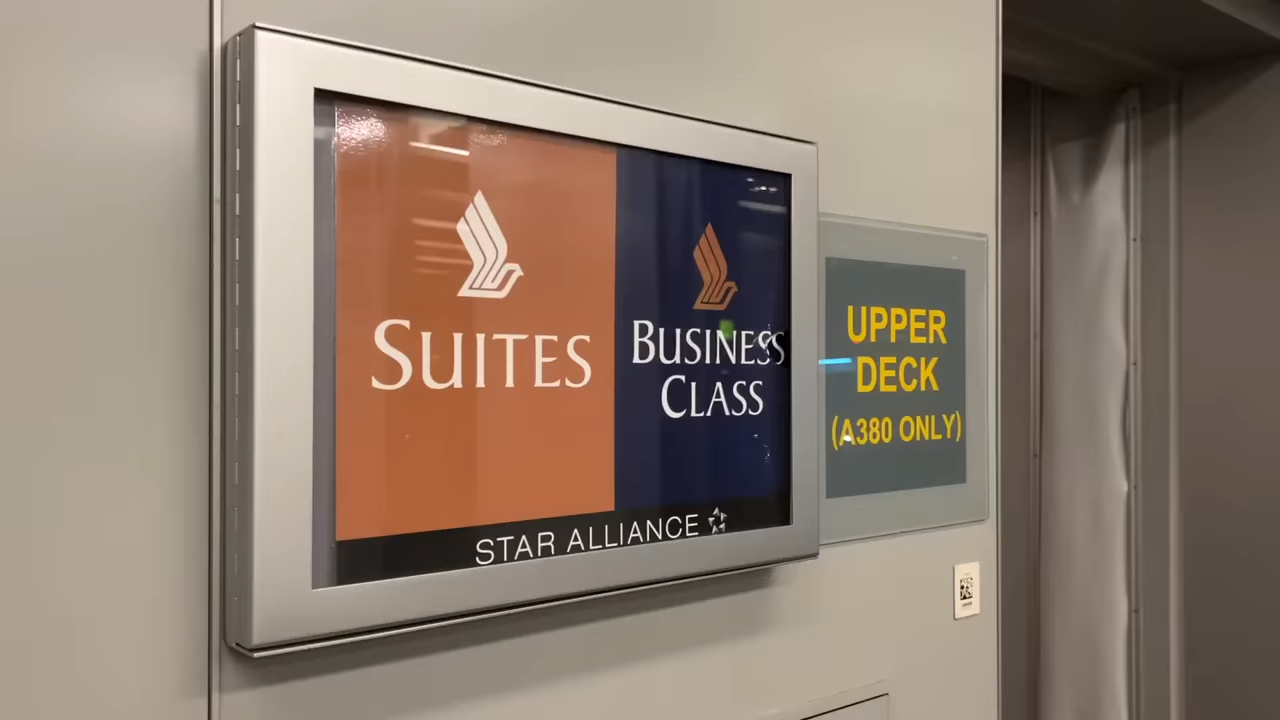 SUITES
BUSINESS
CLASS
STAR ALLIANCE
UPPER
DECK
(A380 ONLY)